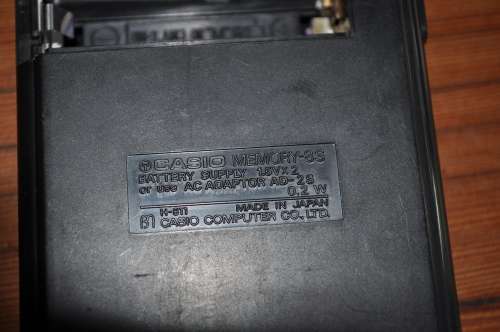 CASIO MEMORY-8S
BATTERY SUPPLY 1.5V×2
or use AC ADAPTOR AD-2S
0.2 W
H-811 MADE IN JAPAN
CASIO COMPUTER CO., LTD.